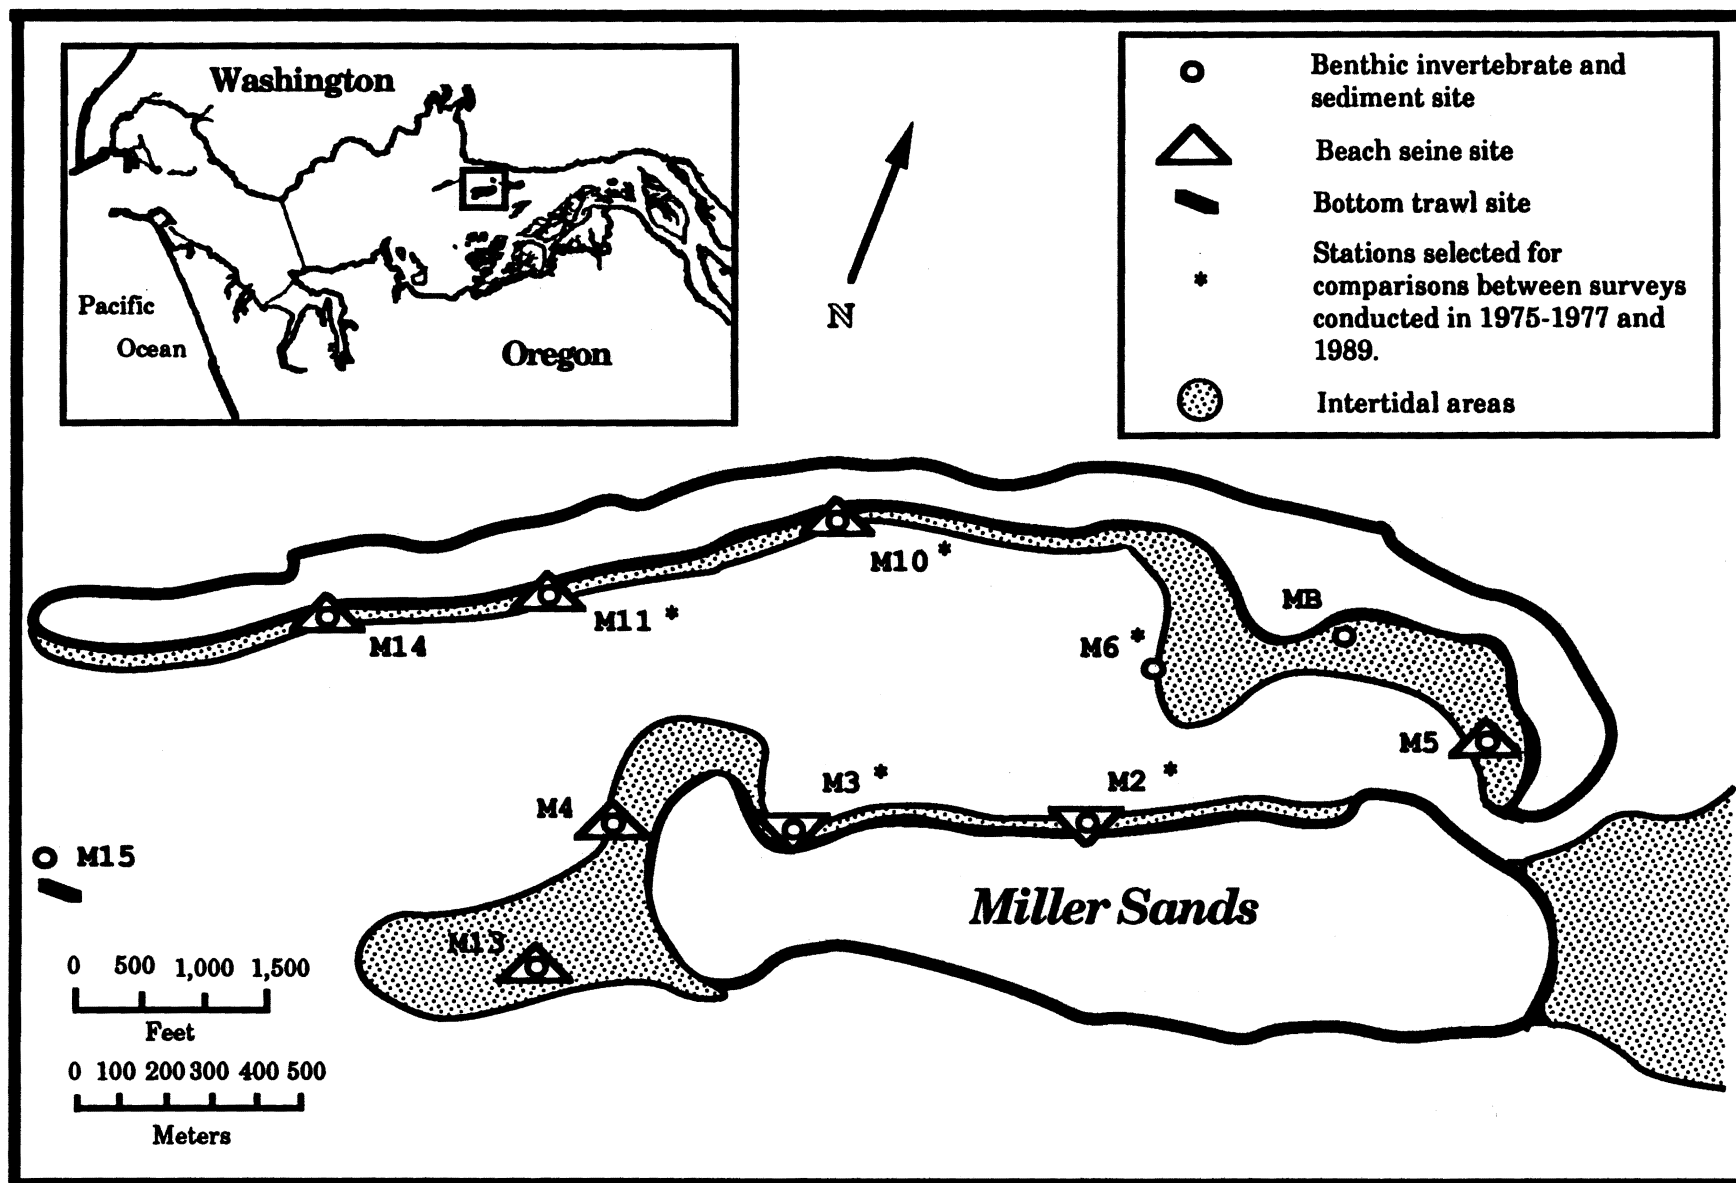 Washington
Pacific
Ocean
Oregon
N
Benthic invertebrate and
sediment site
Beach seine site
Bottom trawl site
Stations selected for
* comparisons between surveys
conducted in 1975-1977 and
1989.
Intertidal areas
M10 *
M11 *
M14
MB
M6 *
M5
M3 *
M2 *
M4
M15
Miller Sands
M13
0 500 1,000 1,500
Feet
0 100 200 300 400 500
Meters